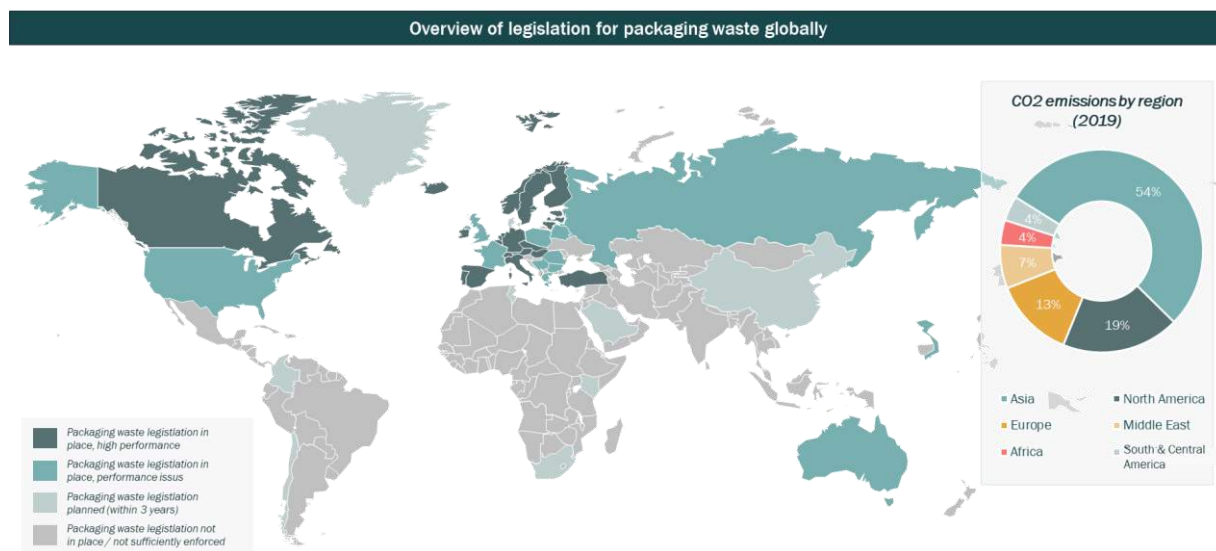 Overview of legislation for packaging waste globally
CO2 emissions by region
(2019)
54%
4%
4%
7%
13%
19%
Asia
North America
Europe
Middle East
Africa
South & Central
America
Packaging waste legistlation in
place, high performance
Packaging waste legistlation in
place, performance issus
Packaging waste legistlation
planned (within 3 years)
Packaging waste legistlation not
in place / not sufficiently enforced